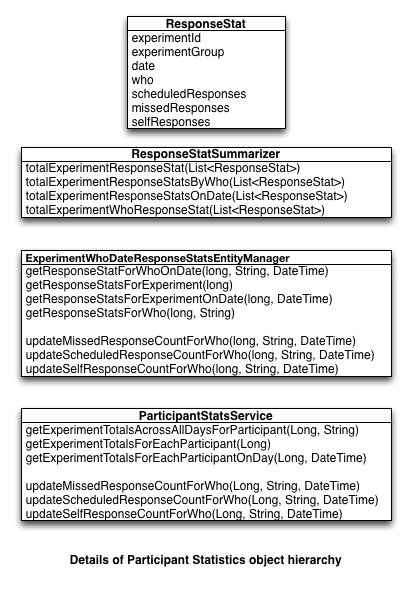 ResponseStat
experimentId
experimentGroup
date
who
scheduledResponses
missedResponses
selfResponses
ResponseStatSummarizer
totalExperimentResponseStat(List<ResponseStat>)
totalExperimentResponseStatsByWho(List<ResponseStat>)
totalExperimentResponseStatsOnDate(List<ResponseStat>)
totalExperimentWhoResponseStat(List<ResponseStat>)
ExperimentWhoDateResponseStatsEntityManager
getResponseStatForWhoOnDate(long, String, DateTime)
getResponseStatsForExperiment(long)
getResponseStatsForExperimentOnDate(long, DateTime)
getResponseStatsForWho(long, String)
updateMissedResponseCountForWho(long, String, DateTime)
updateScheduledResponseCountForWho(long, String, DateTime)
updateSelfResponseCountForWho(long, String, DateTime)
ParticipantStatsService
getExperimentTotalsAcrossAllDaysForParticipant(Long, String)
getExperimentTotalsForEachParticipant(Long)
getExperimentTotalsForEachParticipantOnDay(Long, DateTime)
updateMissedResponseCountForWho(Long, String, DateTime)
updateScheduledResponseCountForWho(Long, String, DateTime)
updateSelfResponseCountForWho(Long, String, DateTime)
Details of Participant Statistics object hierarchy